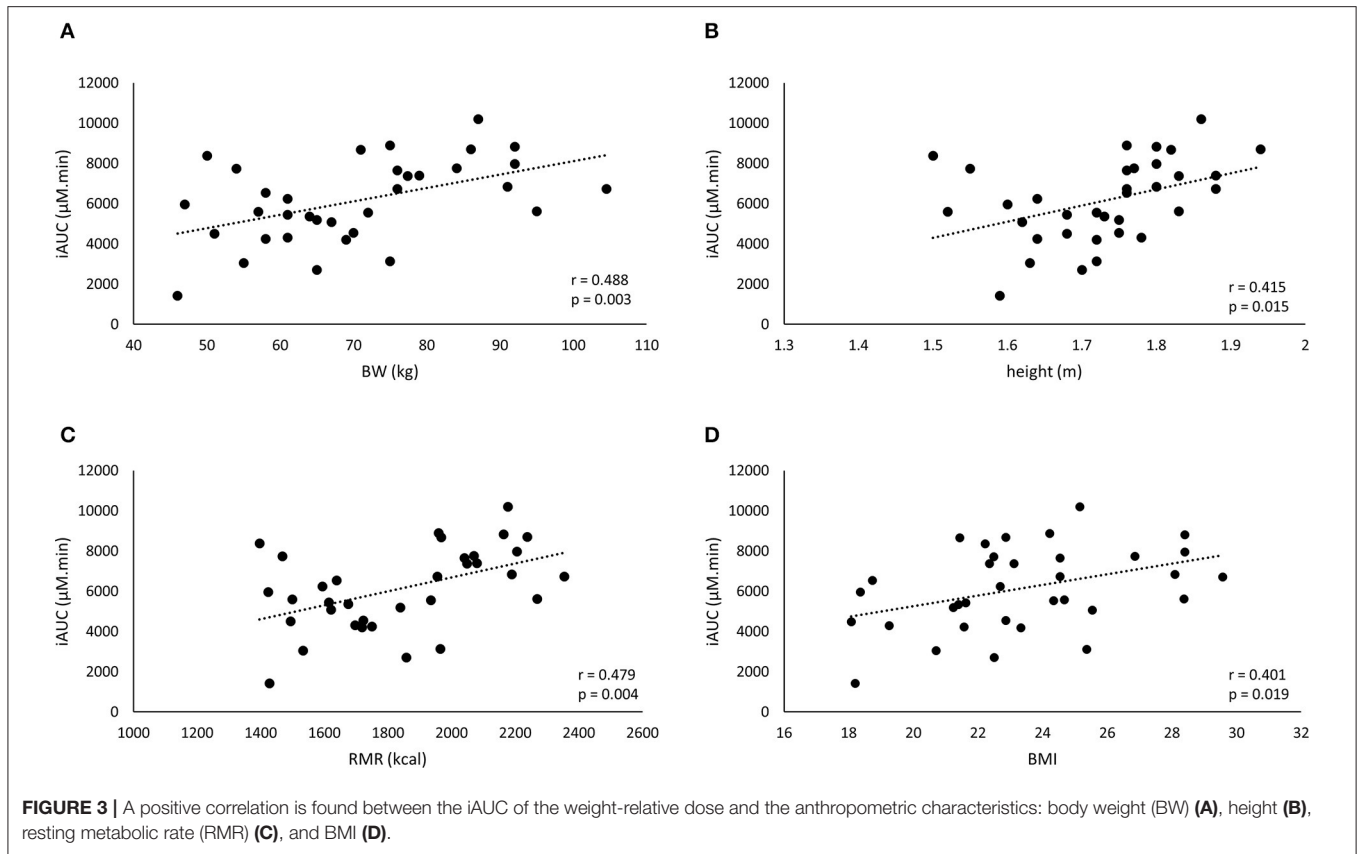 A
12000
10000
8000
6000
4000
2000
0
iAUC (µM.min)
40 50 60 70 80 90 100 110
BW (kg)
r = 0.488
p = 0.003
B
12000
10000
8000
6000
4000
2000
0
iAUC (µM.min)
1.3 1.4 1.5 1.6 1.7 1.8 1.9 2
height (m)
r = 0.415
p = 0.015
C
12000
10000
8000
6000
4000
2000
0
iAUC (µM.min)
1000 1200 1400 1600 1800 2000 2200 2400 2600
RMR (kcal)
r = 0.479
p = 0.004
D
12000
10000
8000
6000
4000
2000
0
iAUC (µM.min)
16 18 20 22 24 26 28 30 32
BMI
r = 0.401
p = 0.019
FIGURE 3 | A positive correlation is found between the iAUC of the weight-relative dose and the anthropometric characteristics: body weight (BW) (A), height (B),
resting metabolic rate (RMR) (C), and BMI (D).